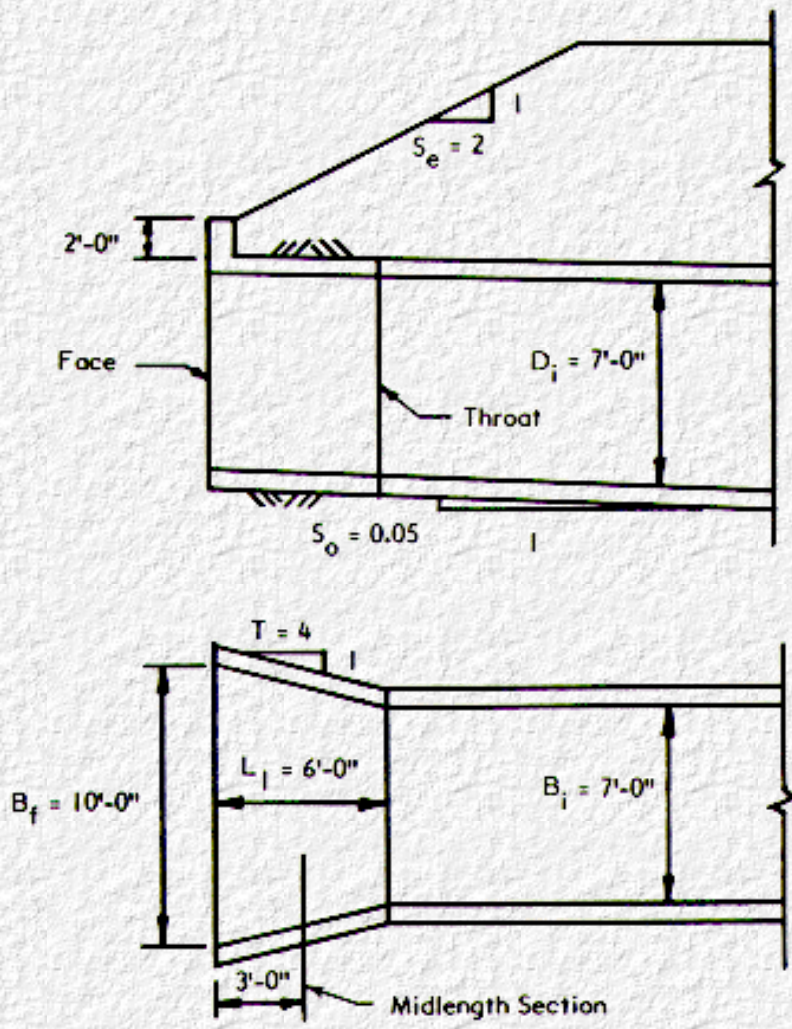 1
S_e = 2
2'-0"
Face
D_i = 7'-0"
Throat
S_o = 0.05
1
T = 4
1
L_1 = 6'-0"
B_f = 10'-0"
B_i = 7'-0"
3'-0"
Midlength Section